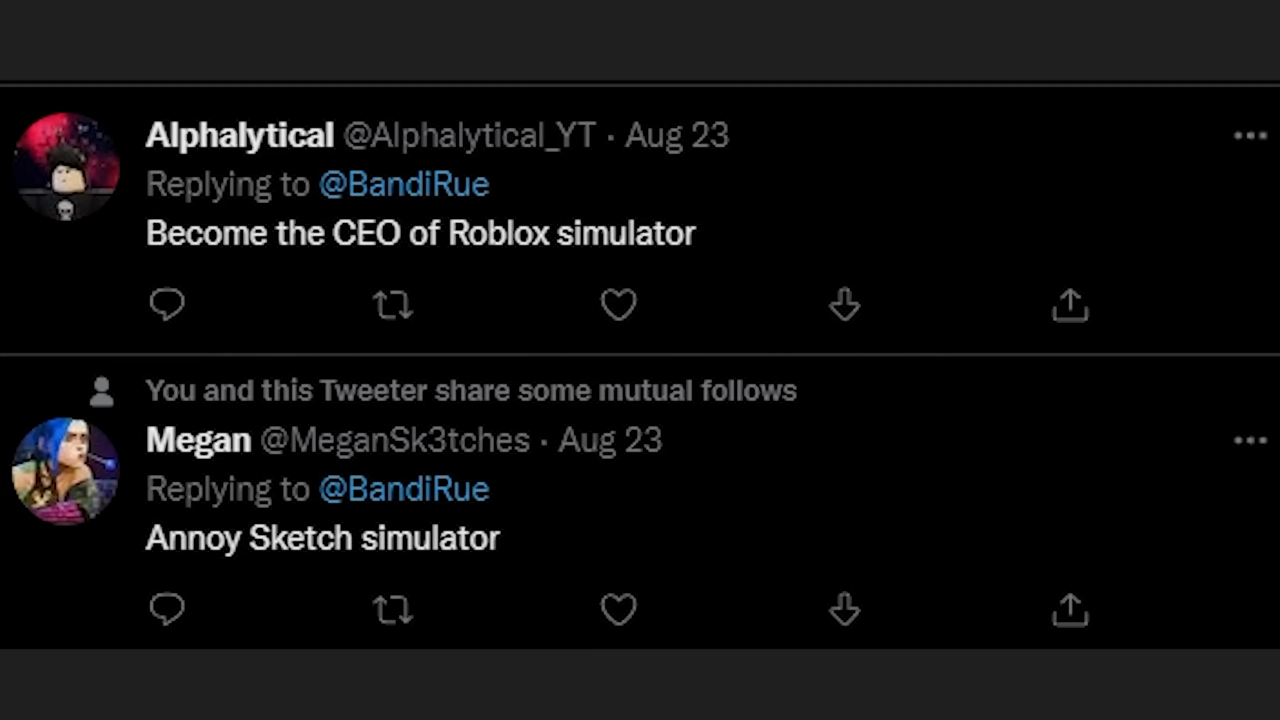 Alphalytical @Alphalytical_YT · Aug 23
Replying to @BandiRue
Become the CEO of Roblox simulator
You and this Tweeter share some mutual follows
Megan @MeganSk3tches · Aug 23
Replying to @BandiRue
Annoy Sketch simulator